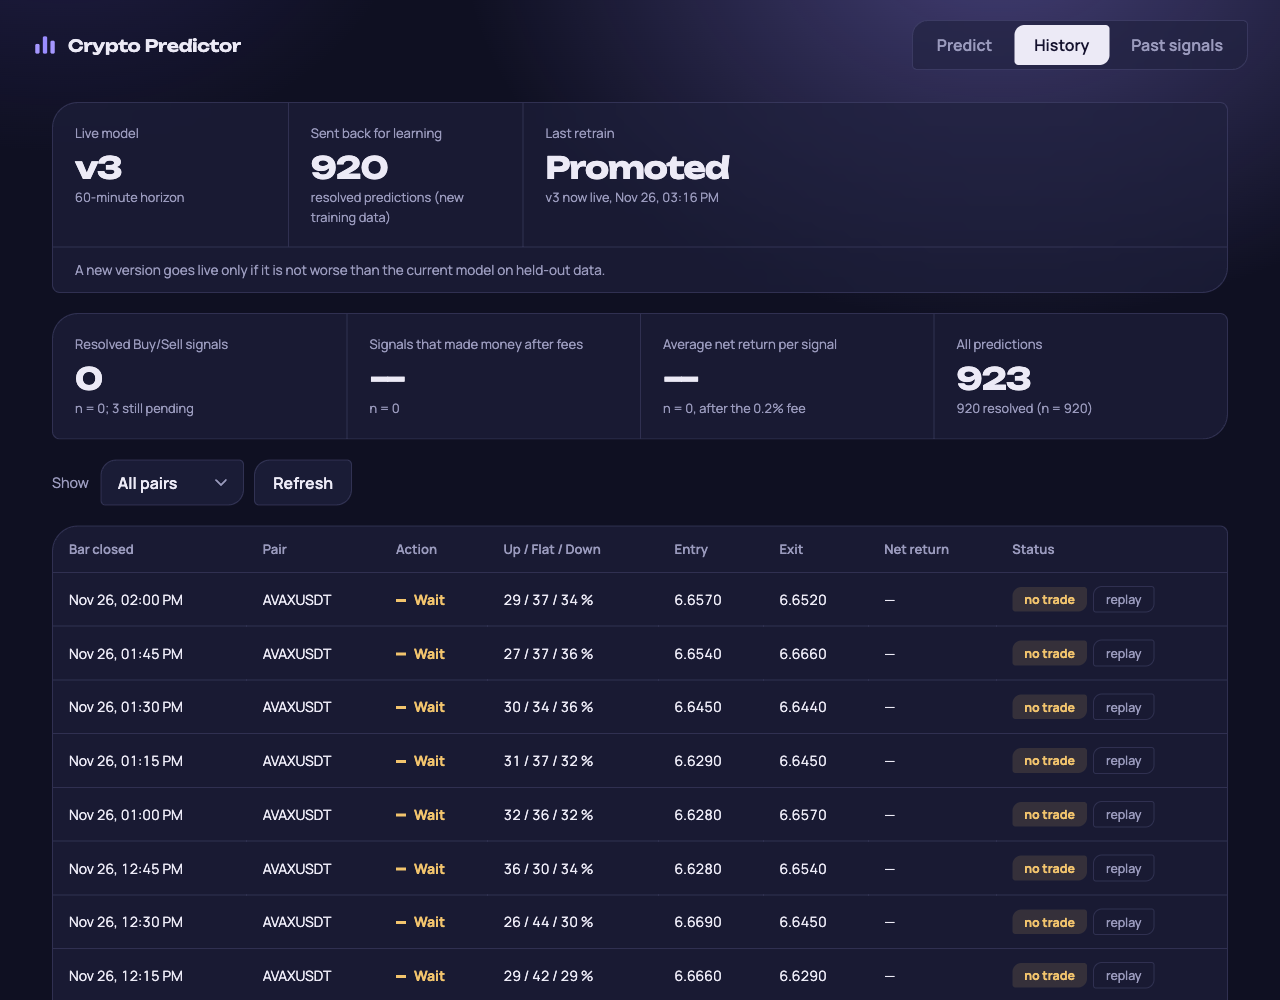 Crypto Predictor
Predict History Past signals
Live model
v3
60-minute horizon
Sent back for learning
920
resolved predictions (new
training data)
Last retrain
Promoted
v3 now live, Nov 26, 03:16 PM
A new version goes live only if it is not worse than the current model on held-out data.
Resolved Buy/Sell signals
0
n = 0; 3 still pending
Signals that made money after fees
—
n = 0
Average net return per signal
—
n = 0, after the 0.2% fee
All predictions
923
920 resolved (n = 920)
Show All pairs Refresh
Bar closed Pair Action Up / Flat / Down Entry Exit Net return Status
Nov 26, 02:00 PM AVAXUSDT – Wait 29 / 37 / 34 % 6.6570 6.6520 — no trade replay
Nov 26, 01:45 PM AVAXUSDT – Wait 27 / 37 / 36 % 6.6540 6.6660 — no trade replay
Nov 26, 01:30 PM AVAXUSDT – Wait 30 / 34 / 36 % 6.6450 6.6440 — no trade replay
Nov 26, 01:15 PM AVAXUSDT – Wait 31 / 37 / 32 % 6.6290 6.6450 — no trade replay
Nov 26, 01:00 PM AVAXUSDT – Wait 32 / 36 / 32 % 6.6280 6.6570 — no trade replay
Nov 26, 12:45 PM AVAXUSDT – Wait 36 / 30 / 34 % 6.6280 6.6540 — no trade replay
Nov 26, 12:30 PM AVAXUSDT – Wait 26 / 44 / 30 % 6.6690 6.6450 — no trade replay
Nov 26, 12:15 PM AVAXUSDT – Wait 29 / 42 / 29 % 6.6660 6.6290 — no trade replay